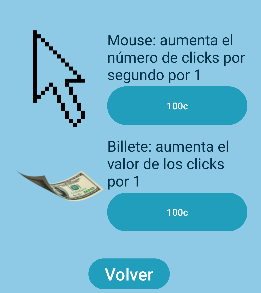 Mouse: aumenta el
número de clicks por
segundo por 1
100c
Billete: aumenta el
valor de los clicks
por 1
100c
Volver